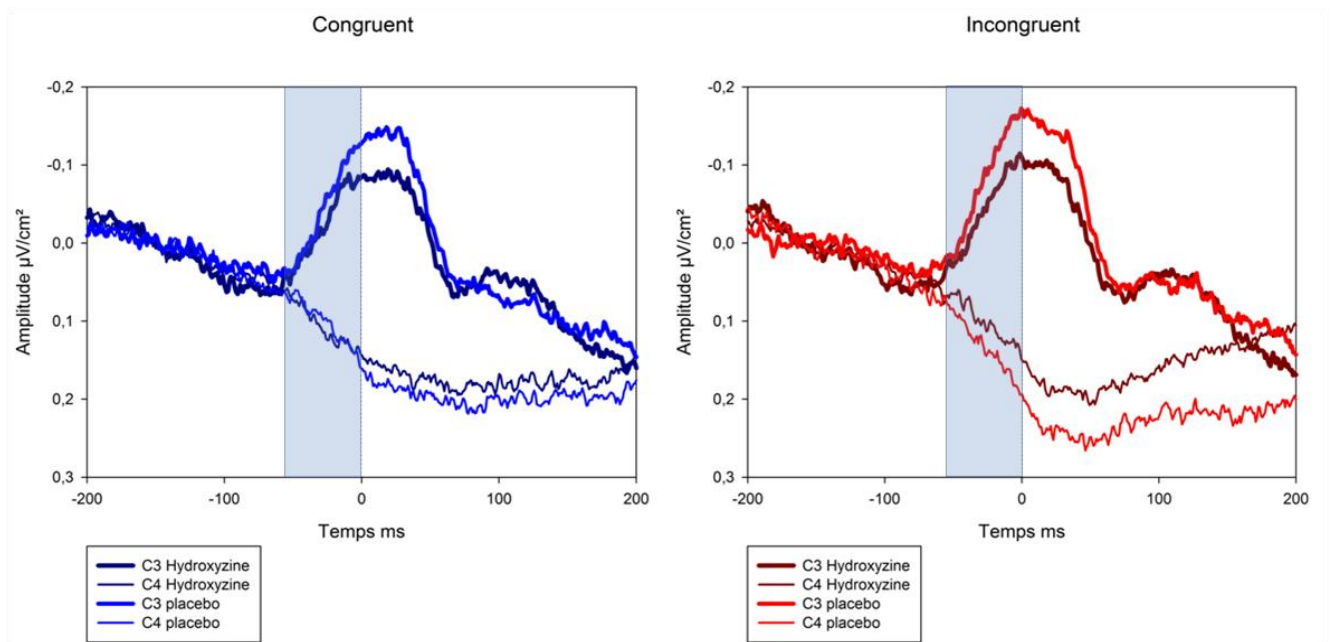 Congruent
-0,2
-0,1
0,0
0,1
0,2
0,3
Amplitude µV/cm²
-200
-100
0
100
200
Temps ms
C3 Hydroxyzine
C4 Hydroxyzine
C3 placebo
C4 placebo
Incongruent
-0,2
-0,1
0,0
0,1
0,2
0,3
Amplitude µV/cm²
-200
-100
0
100
200
Temps ms
C3 Hydroxyzine
C4 Hydroxyzine
C3 placebo
C4 placebo